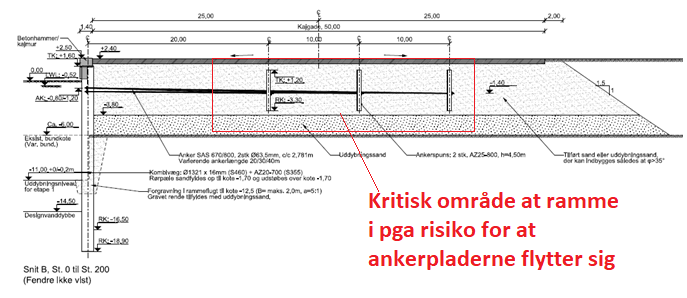 25,00
25,00
1,40
Kajgade, 50,00
2,00
Betonhammer/
kajmur
20,00
10,00
10,00
+2,50
+2,40
TK: +1,60
0,00
TWL: -0,52
TK: +1,20
AK: -0,80/-1,20
-1,40
1,5
1
RK: -3,30
-3,80
Ca. -6,00
Eksist. bundkote
(Var. bund.)
Anker SAS 670/800, 2stk Ø63,5mm, c/c 2,781m
Varierende ankerlængde 20/30/40m
Uddybningssand
Ankerspuns: 2 stk. AZ25-800, h=4,50m
Tilført sand eller uddybningssand,
der kan indbygges således at φ>35°
-11,00 +0/-0,2m
Uddybningsniveau
for etape 1
Kombivæg: Ø1321 x 16mm (S460) + AZ20-700 (S355)
Rørpæle sandfyldes op til kote -1,70 og udstøbes over kote -1,70
Forgravning i rammeflugt til kote -12,5 (B= maks. 2,0m, a=5:1)
Gravet rende tilfyldes med uddybningssand,
-14,50
Designvanddybde
RK: -16,50
RK: -18,90
Snit B, St. 0 til St. 200
(Fendre ikke vist)
Kritisk område at ramme
i pga risiko for at
ankerpladerne flytter sig